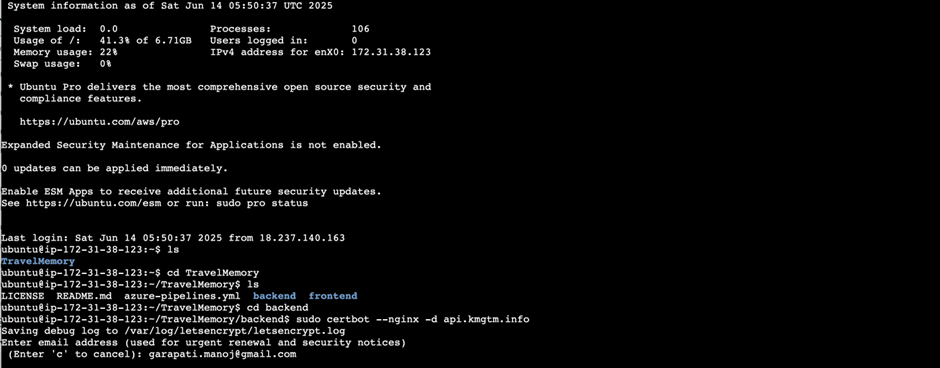 System information as of Sat Jun 14 05:50:37 UTC 2025
System load: 0.0 Processes: 106
Usage of /: 41.3% of 6.71GB Users logged in: 0
Memory usage: 22% IPv4 address for enX0: 172.31.38.123
Swap usage: 0%
* Ubuntu Pro delivers the most comprehensive open source security and
compliance features.
https://ubuntu.com/aws/pro
Expanded Security Maintenance for Applications is not enabled.
0 updates can be applied immediately.
Enable ESM Apps to receive additional future security updates.
See https://ubuntu.com/esm or run: sudo pro status
Last login: Sat Jun 14 05:50:37 2025 from 18.237.140.163
ubuntu@ip-172-31-38-123:~$ ls
TravelMemory
ubuntu@ip-172-31-38-123:~$ cd TravelMemory
ubuntu@ip-172-31-38-123:~/TravelMemory$ ls
LICENSE README.md azure-pipelines.yml backend frontend
ubuntu@ip-172-31-38-123:~/TravelMemory$ cd backend
ubuntu@ip-172-31-38-123:~/TravelMemory/backend$ sudo certbot --nginx -d api.kmgtm.info
Saving debug log to /var/log/letsencrypt/letsencrypt.log
Enter email address (used for urgent renewal and security notices)
(Enter 'c' to cancel): garapati.manoj@gmail.com